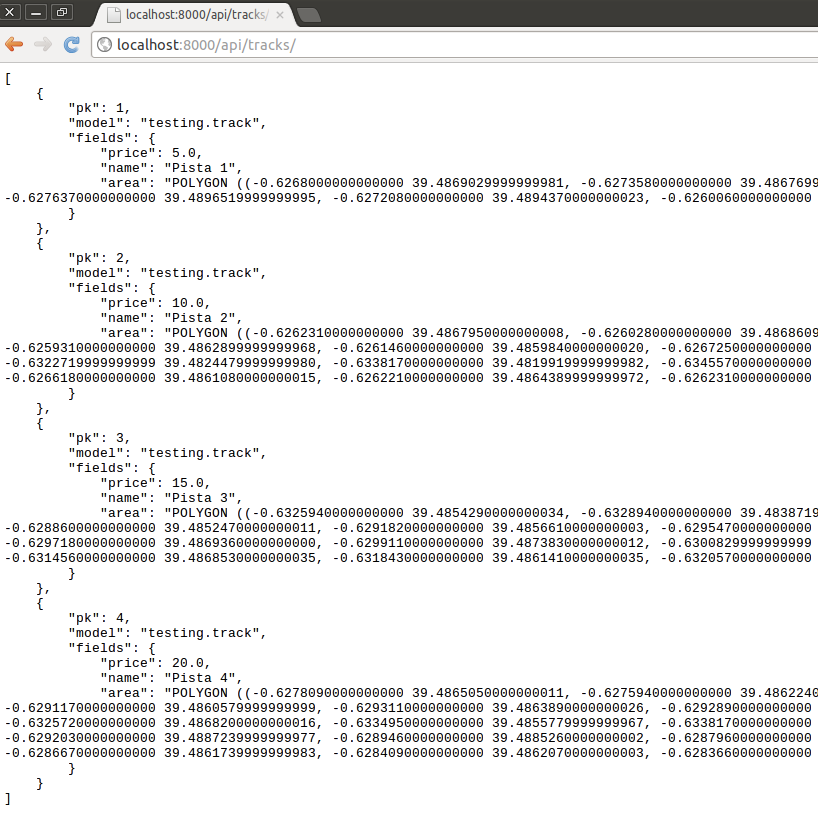 localhost:8000/api/tracks/
localhost:8000/api/tracks/
[
    {
        "pk": 1,
        "model": "testing.track",
        "fields": {
            "price": 5.0,
            "name": "Pista 1",
            "area": "POLYGON ((-0.6268000000000000 39.4869029999999981, -0.6273580000000000 39.4867699
-0.6276370000000000 39.4896519999999995, -0.6272080000000000 39.4894370000000023, -0.6260060000000000
        }
    },
    {
        "pk": 2,
        "model": "testing.track",
        "fields": {
            "price": 10.0,
            "name": "Pista 2",
            "area": "POLYGON ((-0.6262310000000000 39.4867950000000008, -0.6260280000000000 39.4868609
-0.6259310000000000 39.4862899999999968, -0.6261460000000000 39.4859840000000020, -0.6267250000000000
-0.6322719999999999 39.4824479999999980, -0.6338170000000000 39.4819919999999982, -0.6345570000000000
-0.6266180000000000 39.4861080000000015, -0.6262210000000000 39.4864389999999972, -0.6262310000000000
        }
    },
    {
        "pk": 3,
        "model": "testing.track",
        "fields": {
            "price": 15.0,
            "name": "Pista 3",
            "area": "POLYGON ((-0.6325940000000000 39.4854290000000034, -0.6328940000000000 39.4838719
-0.6288600000000000 39.4852470000000011, -0.6291820000000000 39.4856610000000003, -0.6295470000000000
-0.6297180000000000 39.4869360000000000, -0.6299110000000000 39.4873830000000012, -0.6300829999999999
-0.6314560000000000 39.4868530000000035, -0.6318430000000000 39.4861410000000035, -0.6320570000000000
        }
    },
    {
        "pk": 4,
        "model": "testing.track",
        "fields": {
            "price": 20.0,
            "name": "Pista 4",
            "area": "POLYGON ((-0.6278090000000000 39.4865050000000011, -0.6275940000000000 39.4862240
-0.6291170000000000 39.4860579999999999, -0.6293110000000000 39.4863890000000026, -0.6292890000000000
-0.6325720000000000 39.4868200000000016, -0.6334950000000000 39.4855779999999967, -0.6338170000000000
-0.6292030000000000 39.4887239999999977, -0.6289460000000000 39.4885260000000002, -0.6287960000000000
-0.6286670000000000 39.4861739999999983, -0.6284090000000000 39.4862070000000003, -0.6283660000000000
        }
    }
]